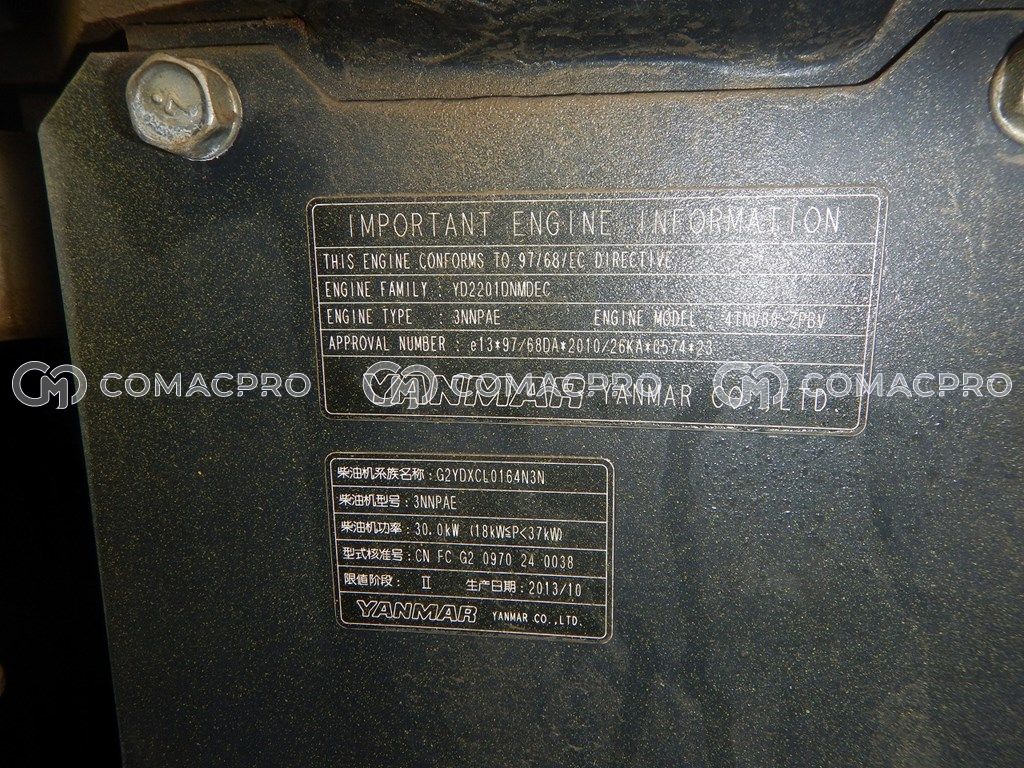 IMPORTANT ENGINE INFORMATION
THIS ENGINE CONFORMS TO 97/68/EC DIRECTIVE
ENGINE FAMILY : YD2201DNMDEC
ENGINE TYPE : 3NNPAE ENGINE MODEL : 4TNV88-ZPBV
APPROVAL NUMBER : e13*97/68DA*2010/26KA*0574*23
YANMAR YANMAR CO.,LTD.
COMACPRO COMACPRO COMACPRO
柴油机系族名称: G2YDXCL0164N3N
柴油机型号: 3NNPAE
柴油机功率: 30.0kW (18kW≤P<37kW)
型式核准号: CN FC G2 0970 24 0038
限值阶段: Ⅱ 生产日期: 2013/10
YANMAR YANMAR CO.,LTD.